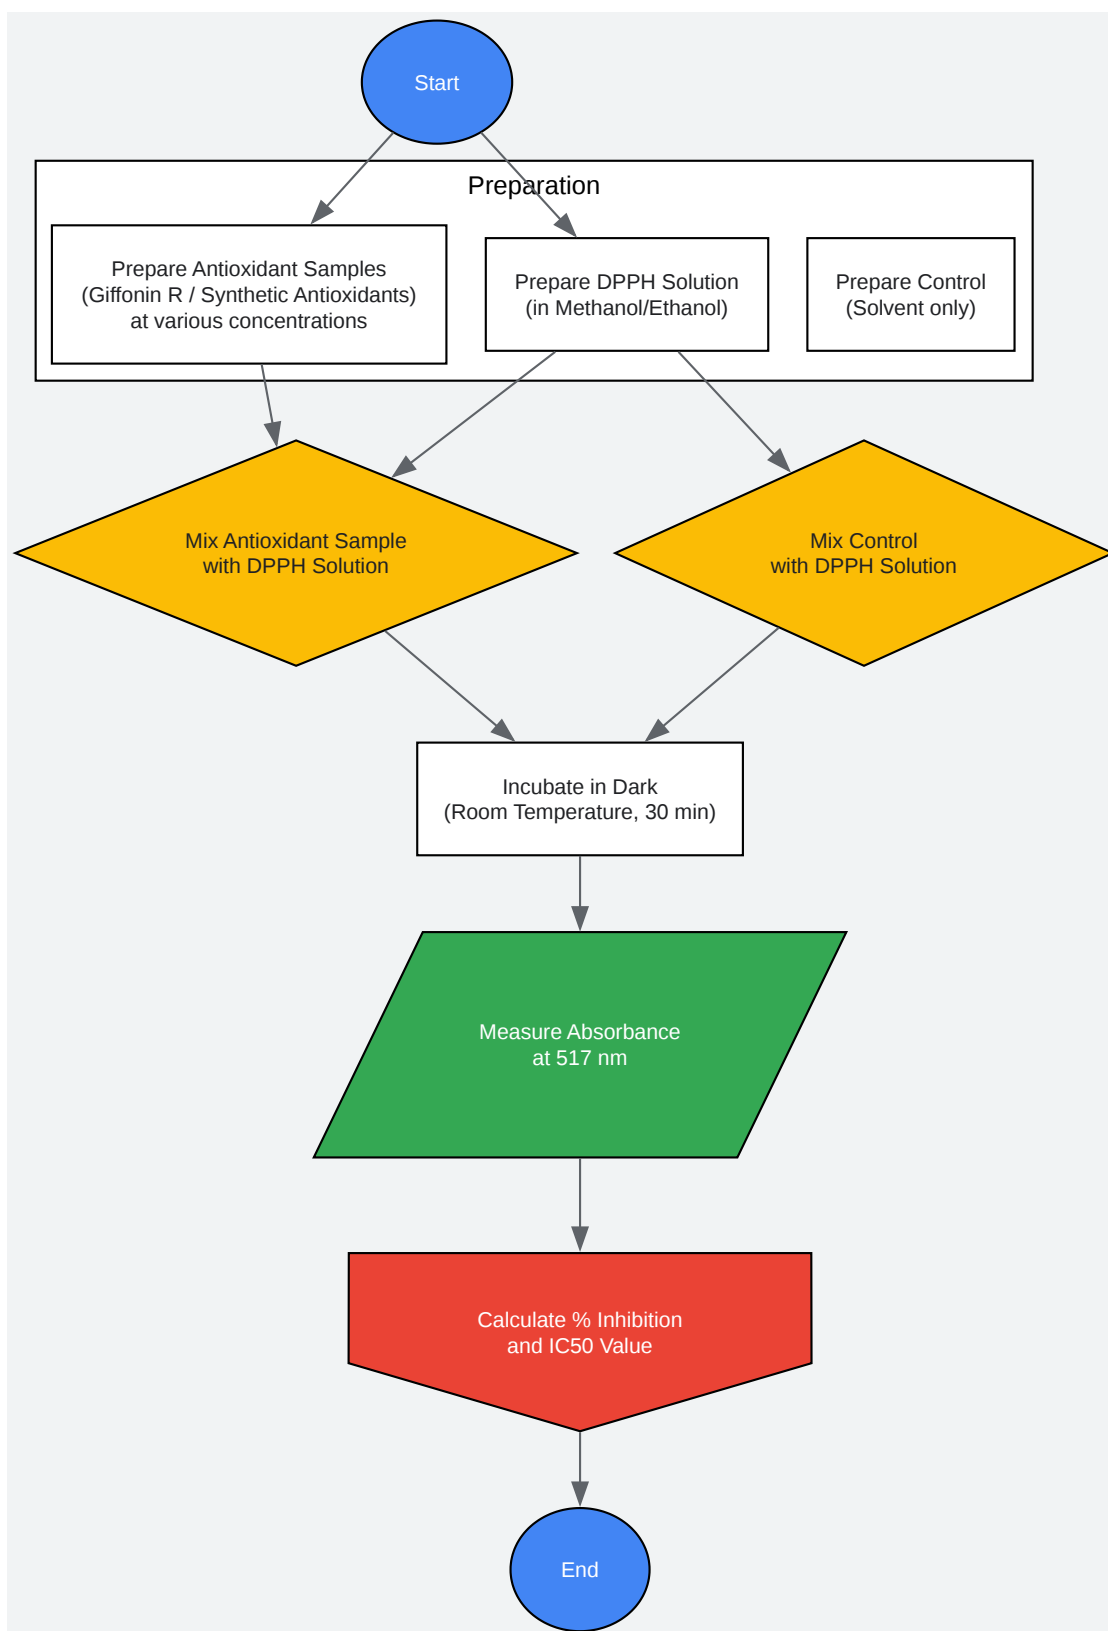 Start
Preparation
Prepare Antioxidant Samples
(Giffonin R / Synthetic Antioxidants)
at various concentrations
Prepare DPPH Solution
(in Methanol/Ethanol)
Prepare Control
(Solvent only)
Mix Antioxidant Sample
with DPPH Solution
Mix Control
with DPPH Solution
Incubate in Dark
(Room Temperature, 30 min)
Measure Absorbance
at 517 nm
Calculate % Inhibition
and IC50 Value
End